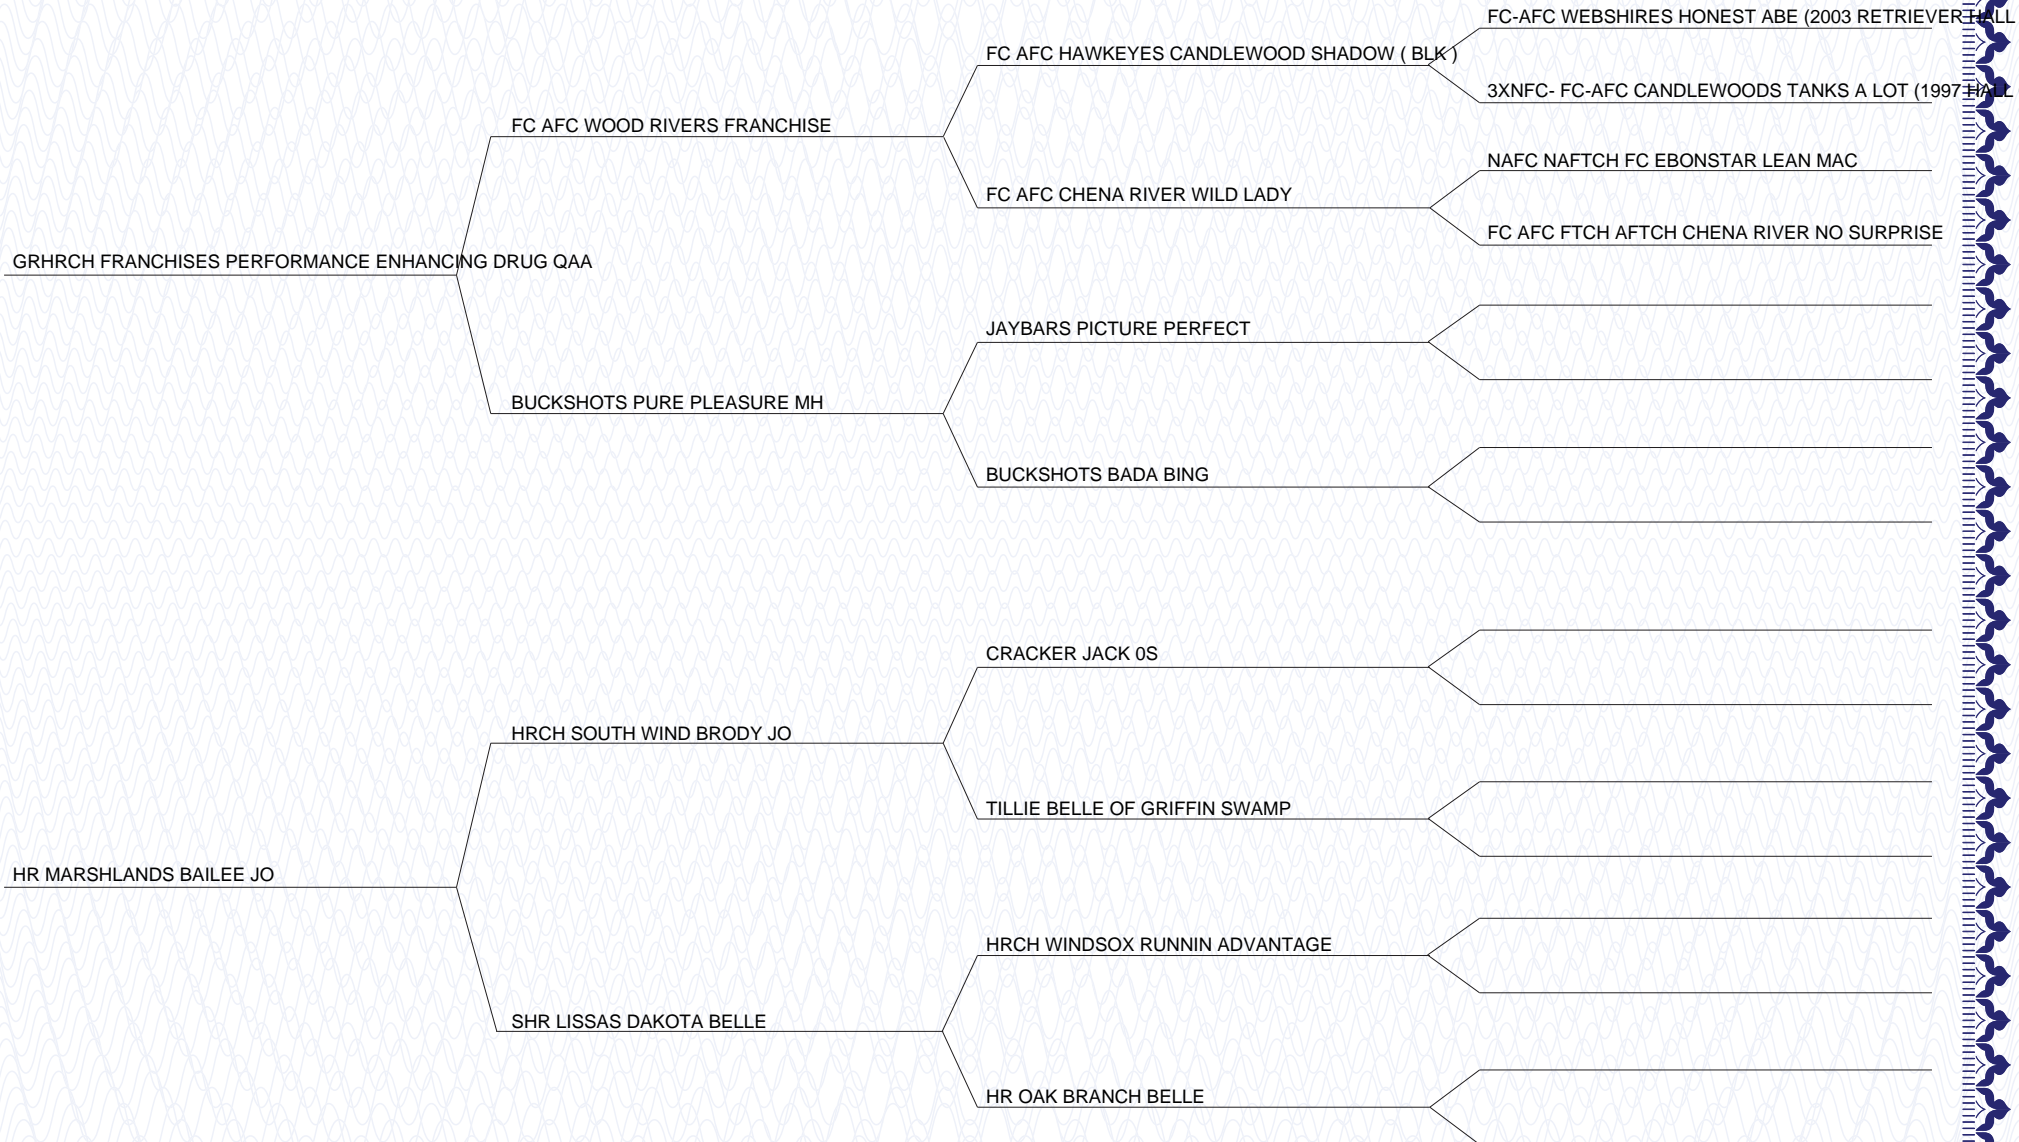 FC-AFC WEBSHIRES HONEST ABE (2003 RETRIEVER HALL
FC AFC HAWKEYES CANDLEWOOD SHADOW ( BLK )
3XNFC- FC-AFC CANDLEWOODS TANKS A LOT (1997 HALL
FC AFC WOOD RIVERS FRANCHISE
NAFC NAFTCH FC EBONSTAR LEAN MAC
FC AFC CHENA RIVER WILD LADY
FC AFC FTCH AFTCH CHENA RIVER NO SURPRISE
GRHRCH FRANCHISES PERFORMANCE ENHANCING DRUG QAA
JAYBARS PICTURE PERFECT
BUCKSHOTS PURE PLEASURE MH
BUCKSHOTS BADA BING
CRACKER JACK 0S
HRCH SOUTH WIND BRODY JO
TILLIE BELLE OF GRIFFIN SWAMP
HR MARSHLANDS BAILEE JO
HRCH WINDSOX RUNNIN ADVANTAGE
SHR LISSAS DAKOTA BELLE
HR OAK BRANCH BELLE